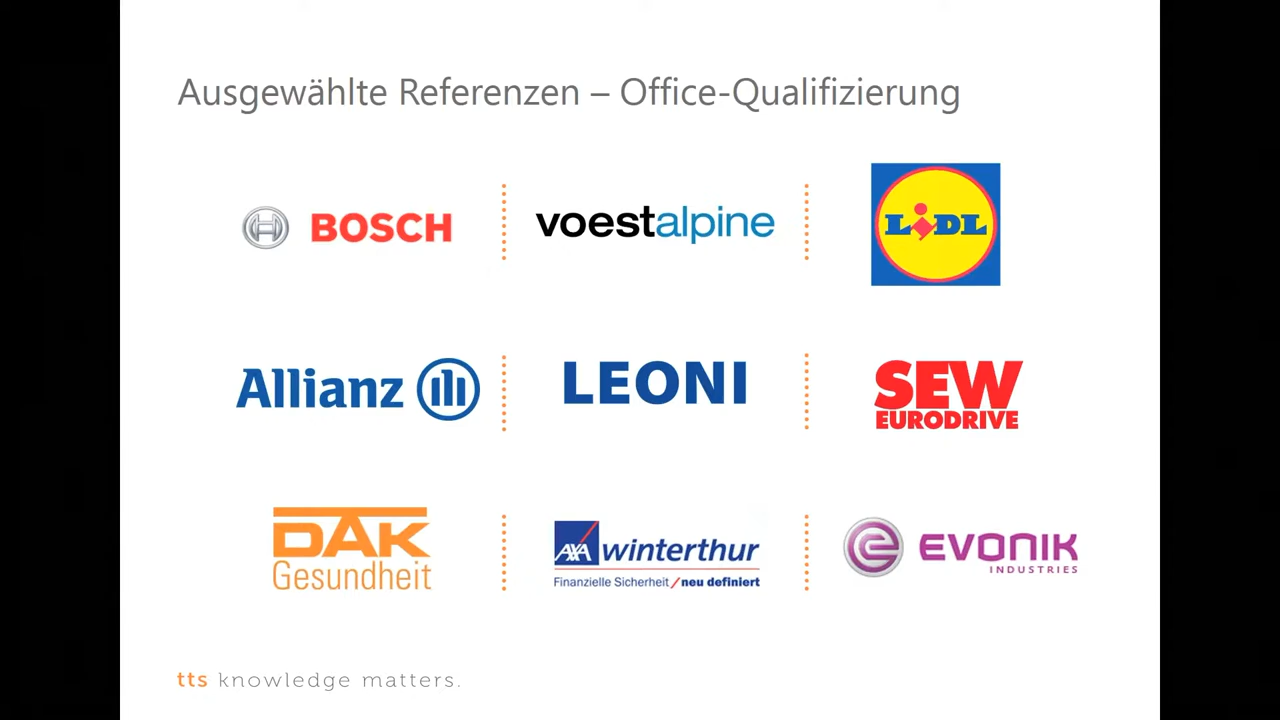 Ausgewählte Referenzen – Office-Qualifizierung
BOSCH
voestalpine
LIDL
Allianz
LEONI
SEW
EURODRIVE
DAK
Gesundheit
AXA winterthur
Finanzielle Sicherheit / neu definiert
EVONIK
INDUSTRIES
tts knowledge matters.